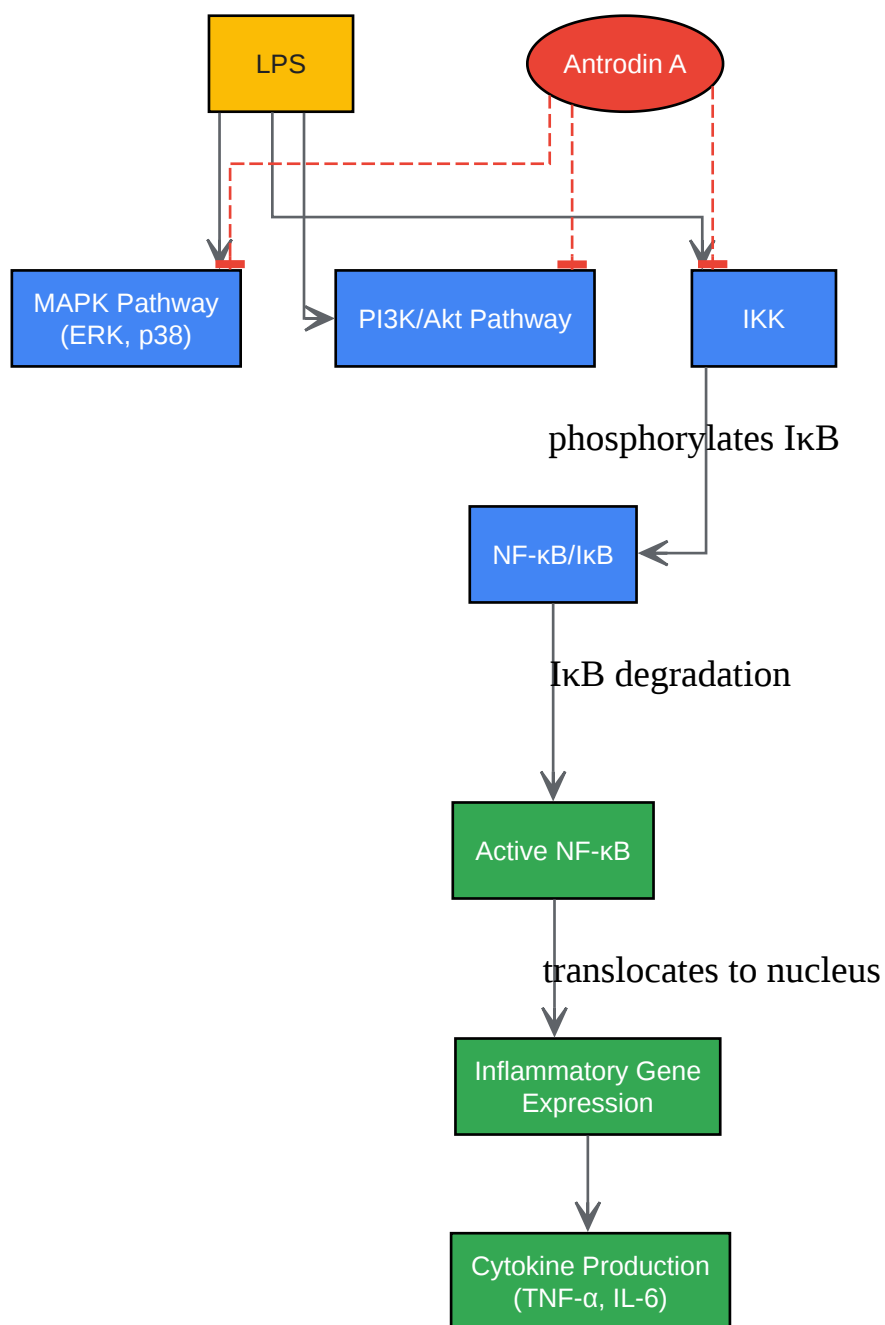 LPS
Antrodin A
MAPK Pathway
(ERK, p38)
PI3K/Akt Pathway
IKK
phosphorylates IκB
NF-κB/IκB
IκB degradation
Active NF-κB
translocates to nucleus
Inflammatory Gene
Expression
Cytokine Production
(TNF-α, IL-6)